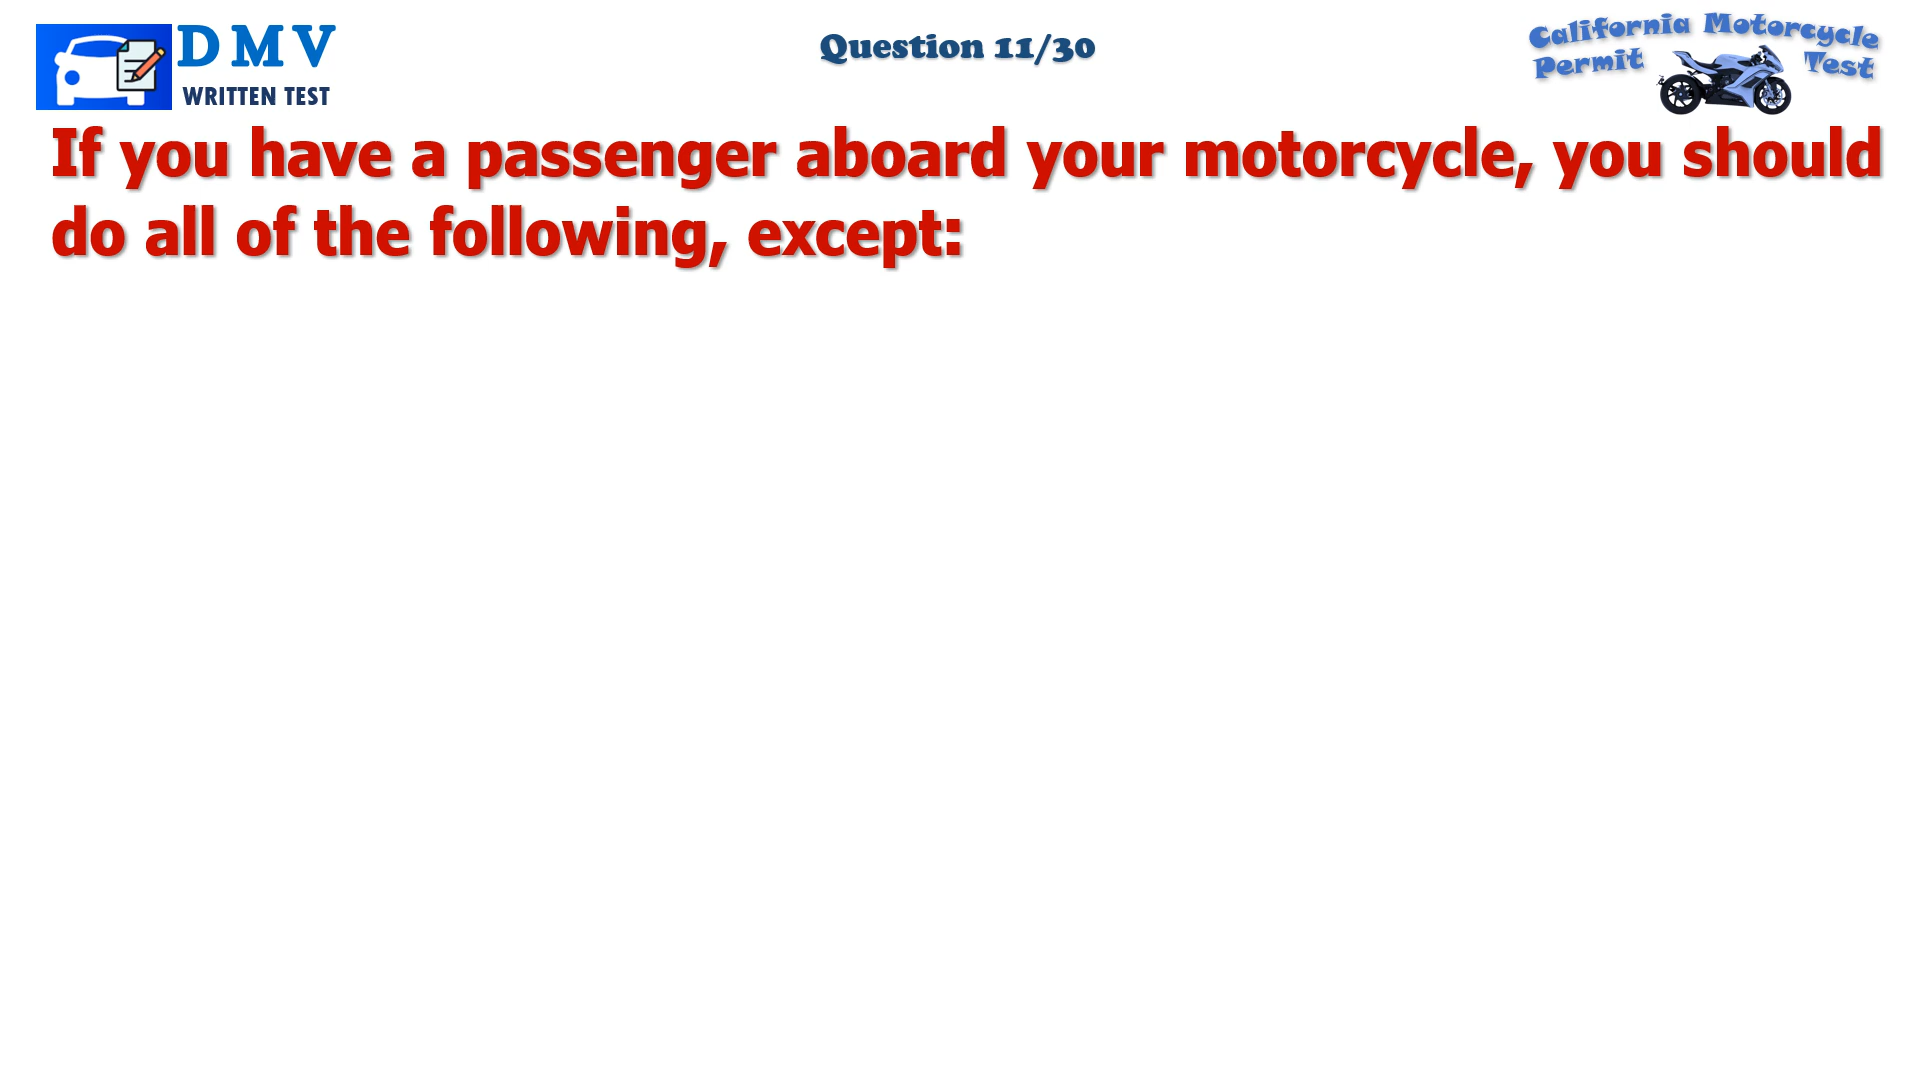 DMV
WRITTEN TEST
Question 11/30
California Motorcycle
Permit Test
If you have a passenger aboard your motorcycle, you should
do all of the following, except: